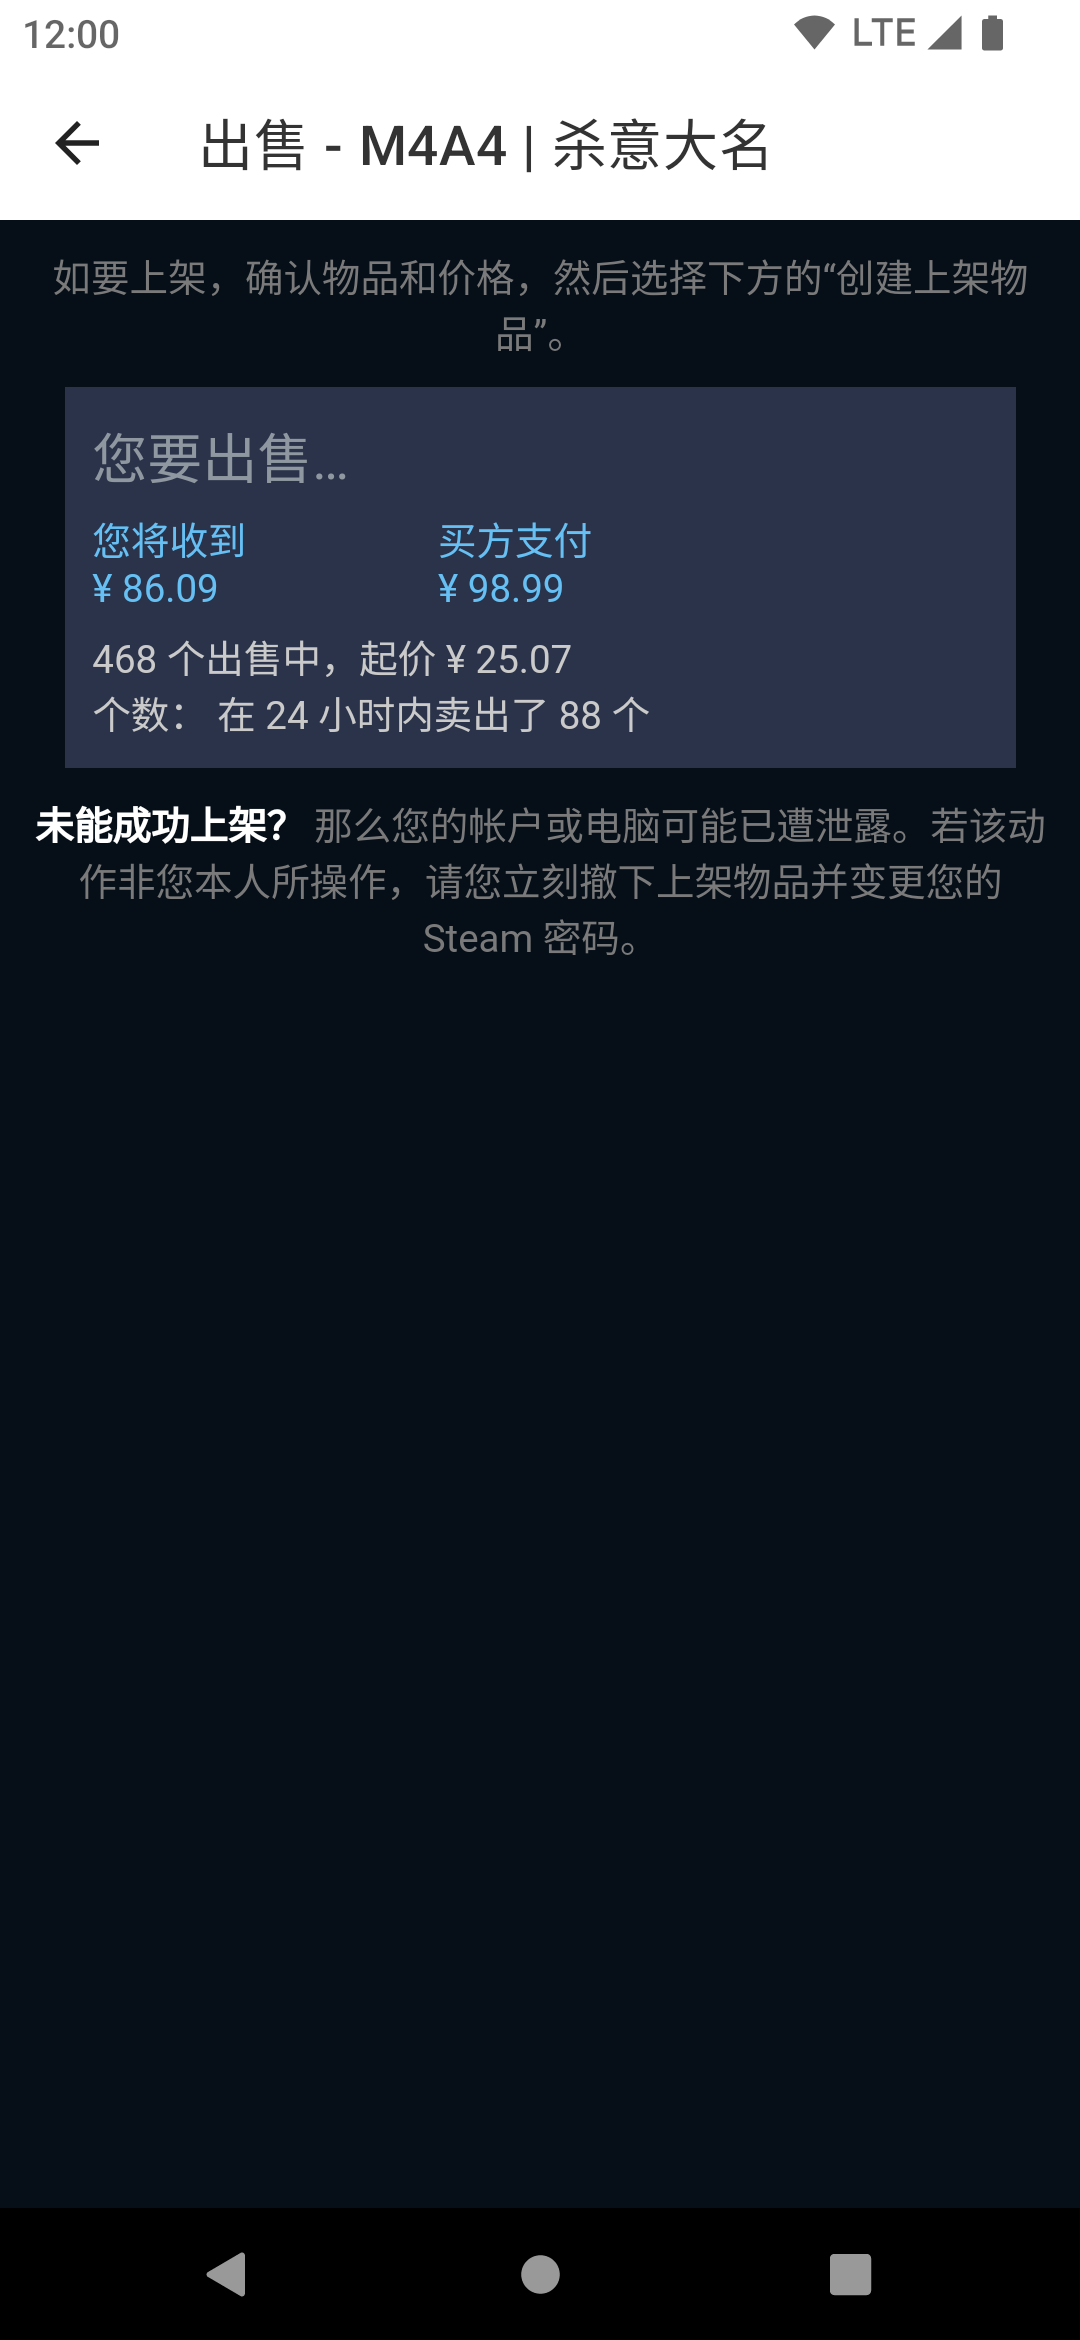 12:00
LTE
出售 - M4A4 | 杀意大名
如要上架，确认物品和价格，然后选择下方的“创建上架物
品”。
您要出售...
您将收到 买方支付
¥ 86.09 ¥ 98.99
468 个出售中，起价 ¥ 25.07
个数： 在 24 小时内卖出了 88 个
未能成功上架？ 那么您的帐户或电脑可能已遭泄露。若该动
作非您本人所操作，请您立刻撤下上架物品并变更您的
Steam 密码。